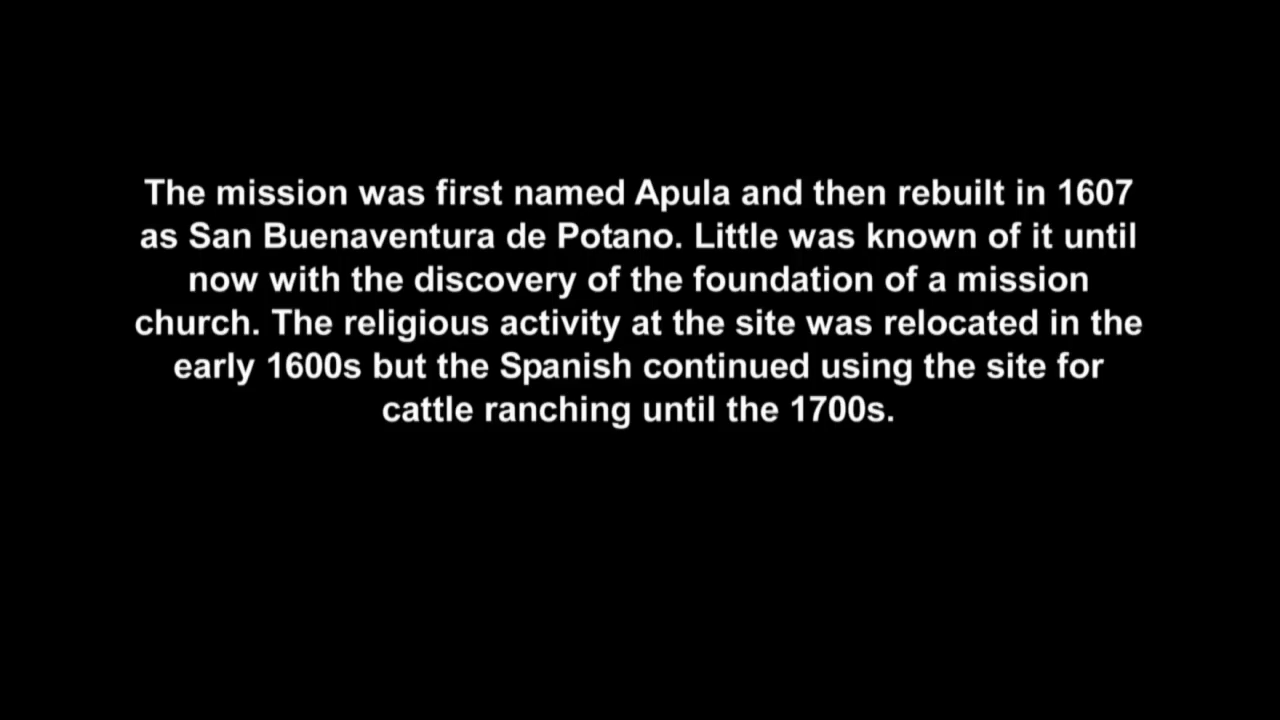 The mission was first named Apula and then rebuilt in 1607
as San Buenaventura de Potano. Little was known of it until
now with the discovery of the foundation of a mission
church. The religious activity at the site was relocated in the
early 1600s but the Spanish continued using the site for
cattle ranching until the 1700s.